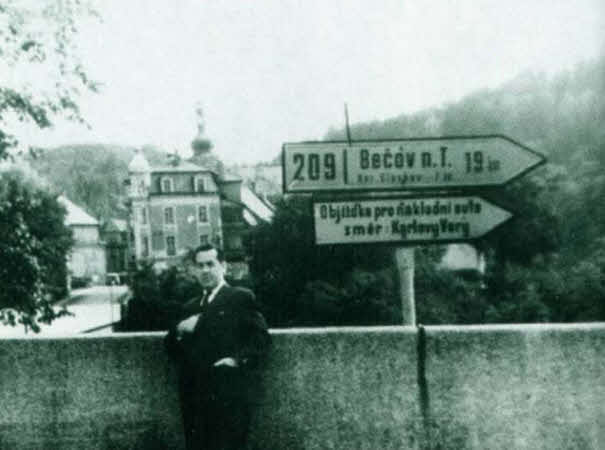 209 Bečov n.T. 19 km
Objížďka pro nákladní auta
směr: Karlovy Vary